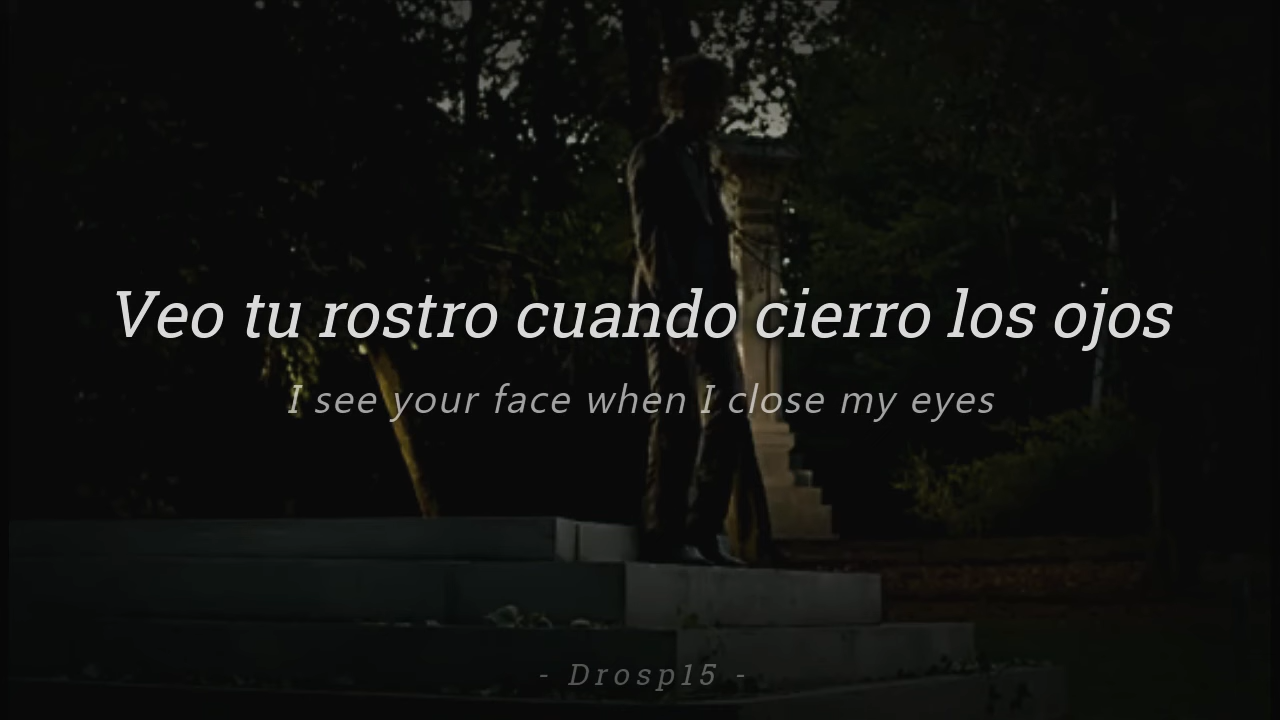 Veo tu rostro cuando cierro los ojos
I see your face when I close my eyes
- Drosp15 -